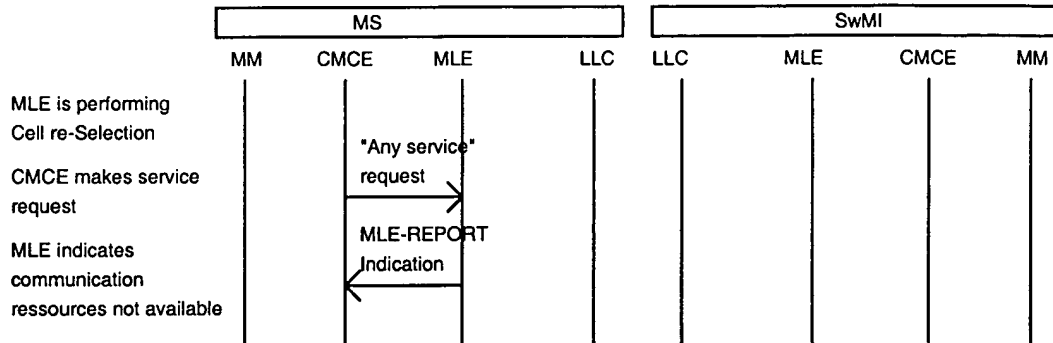 MS
SwMI
MM CMCE MLE LLC LLC MLE CMCE MM
MLE is performing
Cell re-Selection
"Any service"
request
CMCE makes service
request
MLE-REPORT
Indication
MLE indicates
communication
ressources not available